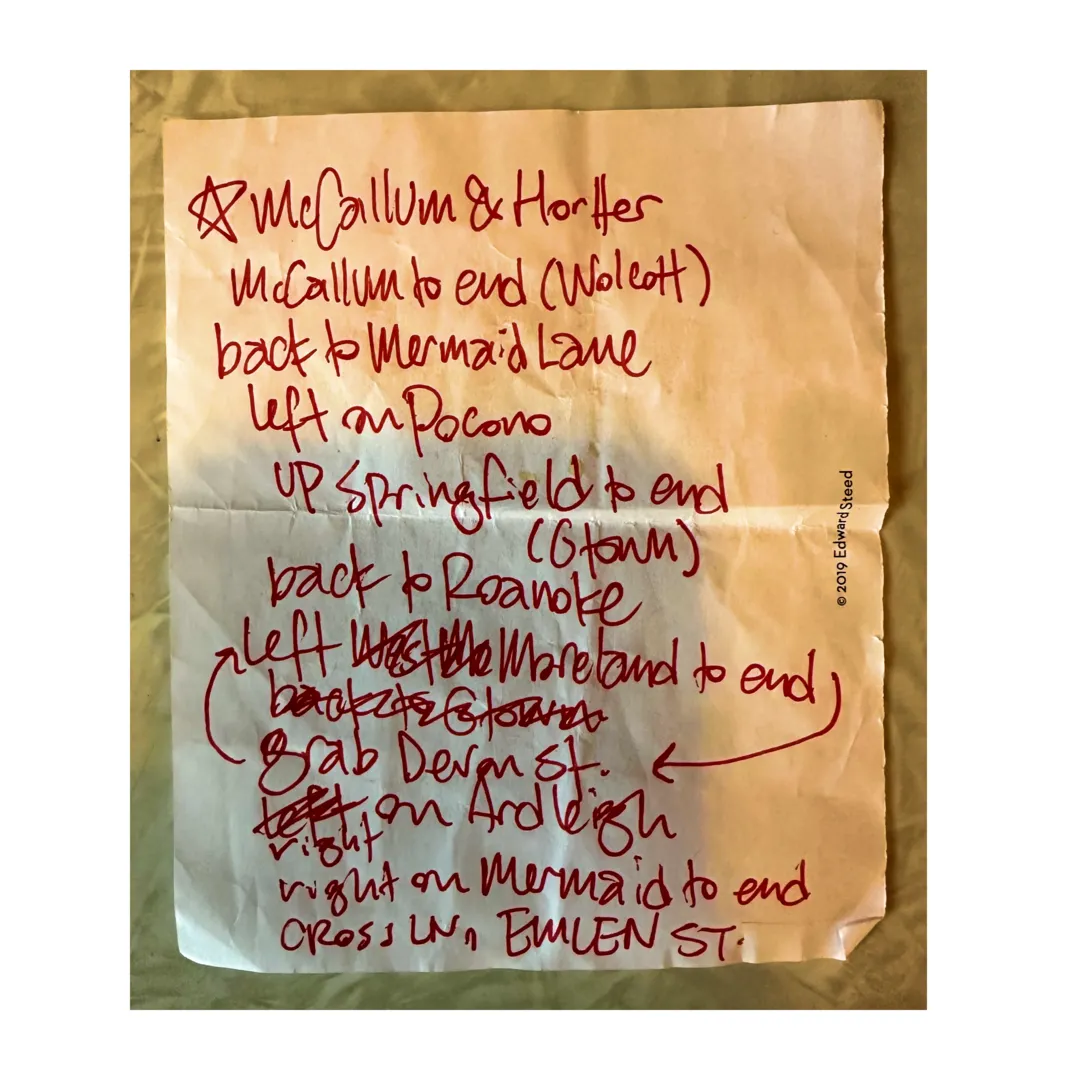 ☆ McCallum & Hortter
McCallum to end (Wolcott)
back to Mermaid Lane
left on Pocono
up Springfield to end
(Gtown)
back to Roanoke
left Moreland to end
back to Gtown
grab Devon st.
left on Ardleigh
right
right on Mermaid to end
CROSS LN, EMLEN ST.
© 2019 Edward Steed